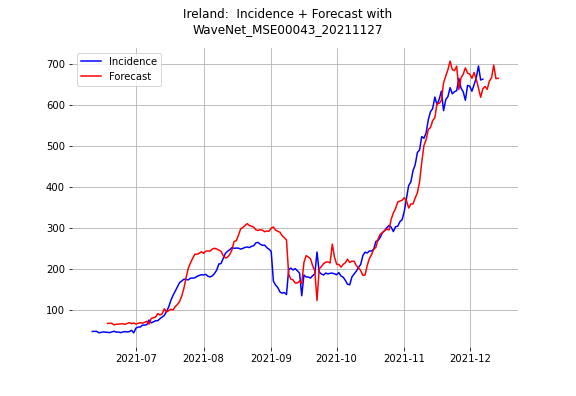 Ireland:  Incidence + Forecast with
WaveNet_MSE00043_20211127
Incidence
Forecast
700
600
500
400
300
200
100
2021-07 2021-08 2021-09 2021-10 2021-11 2021-12